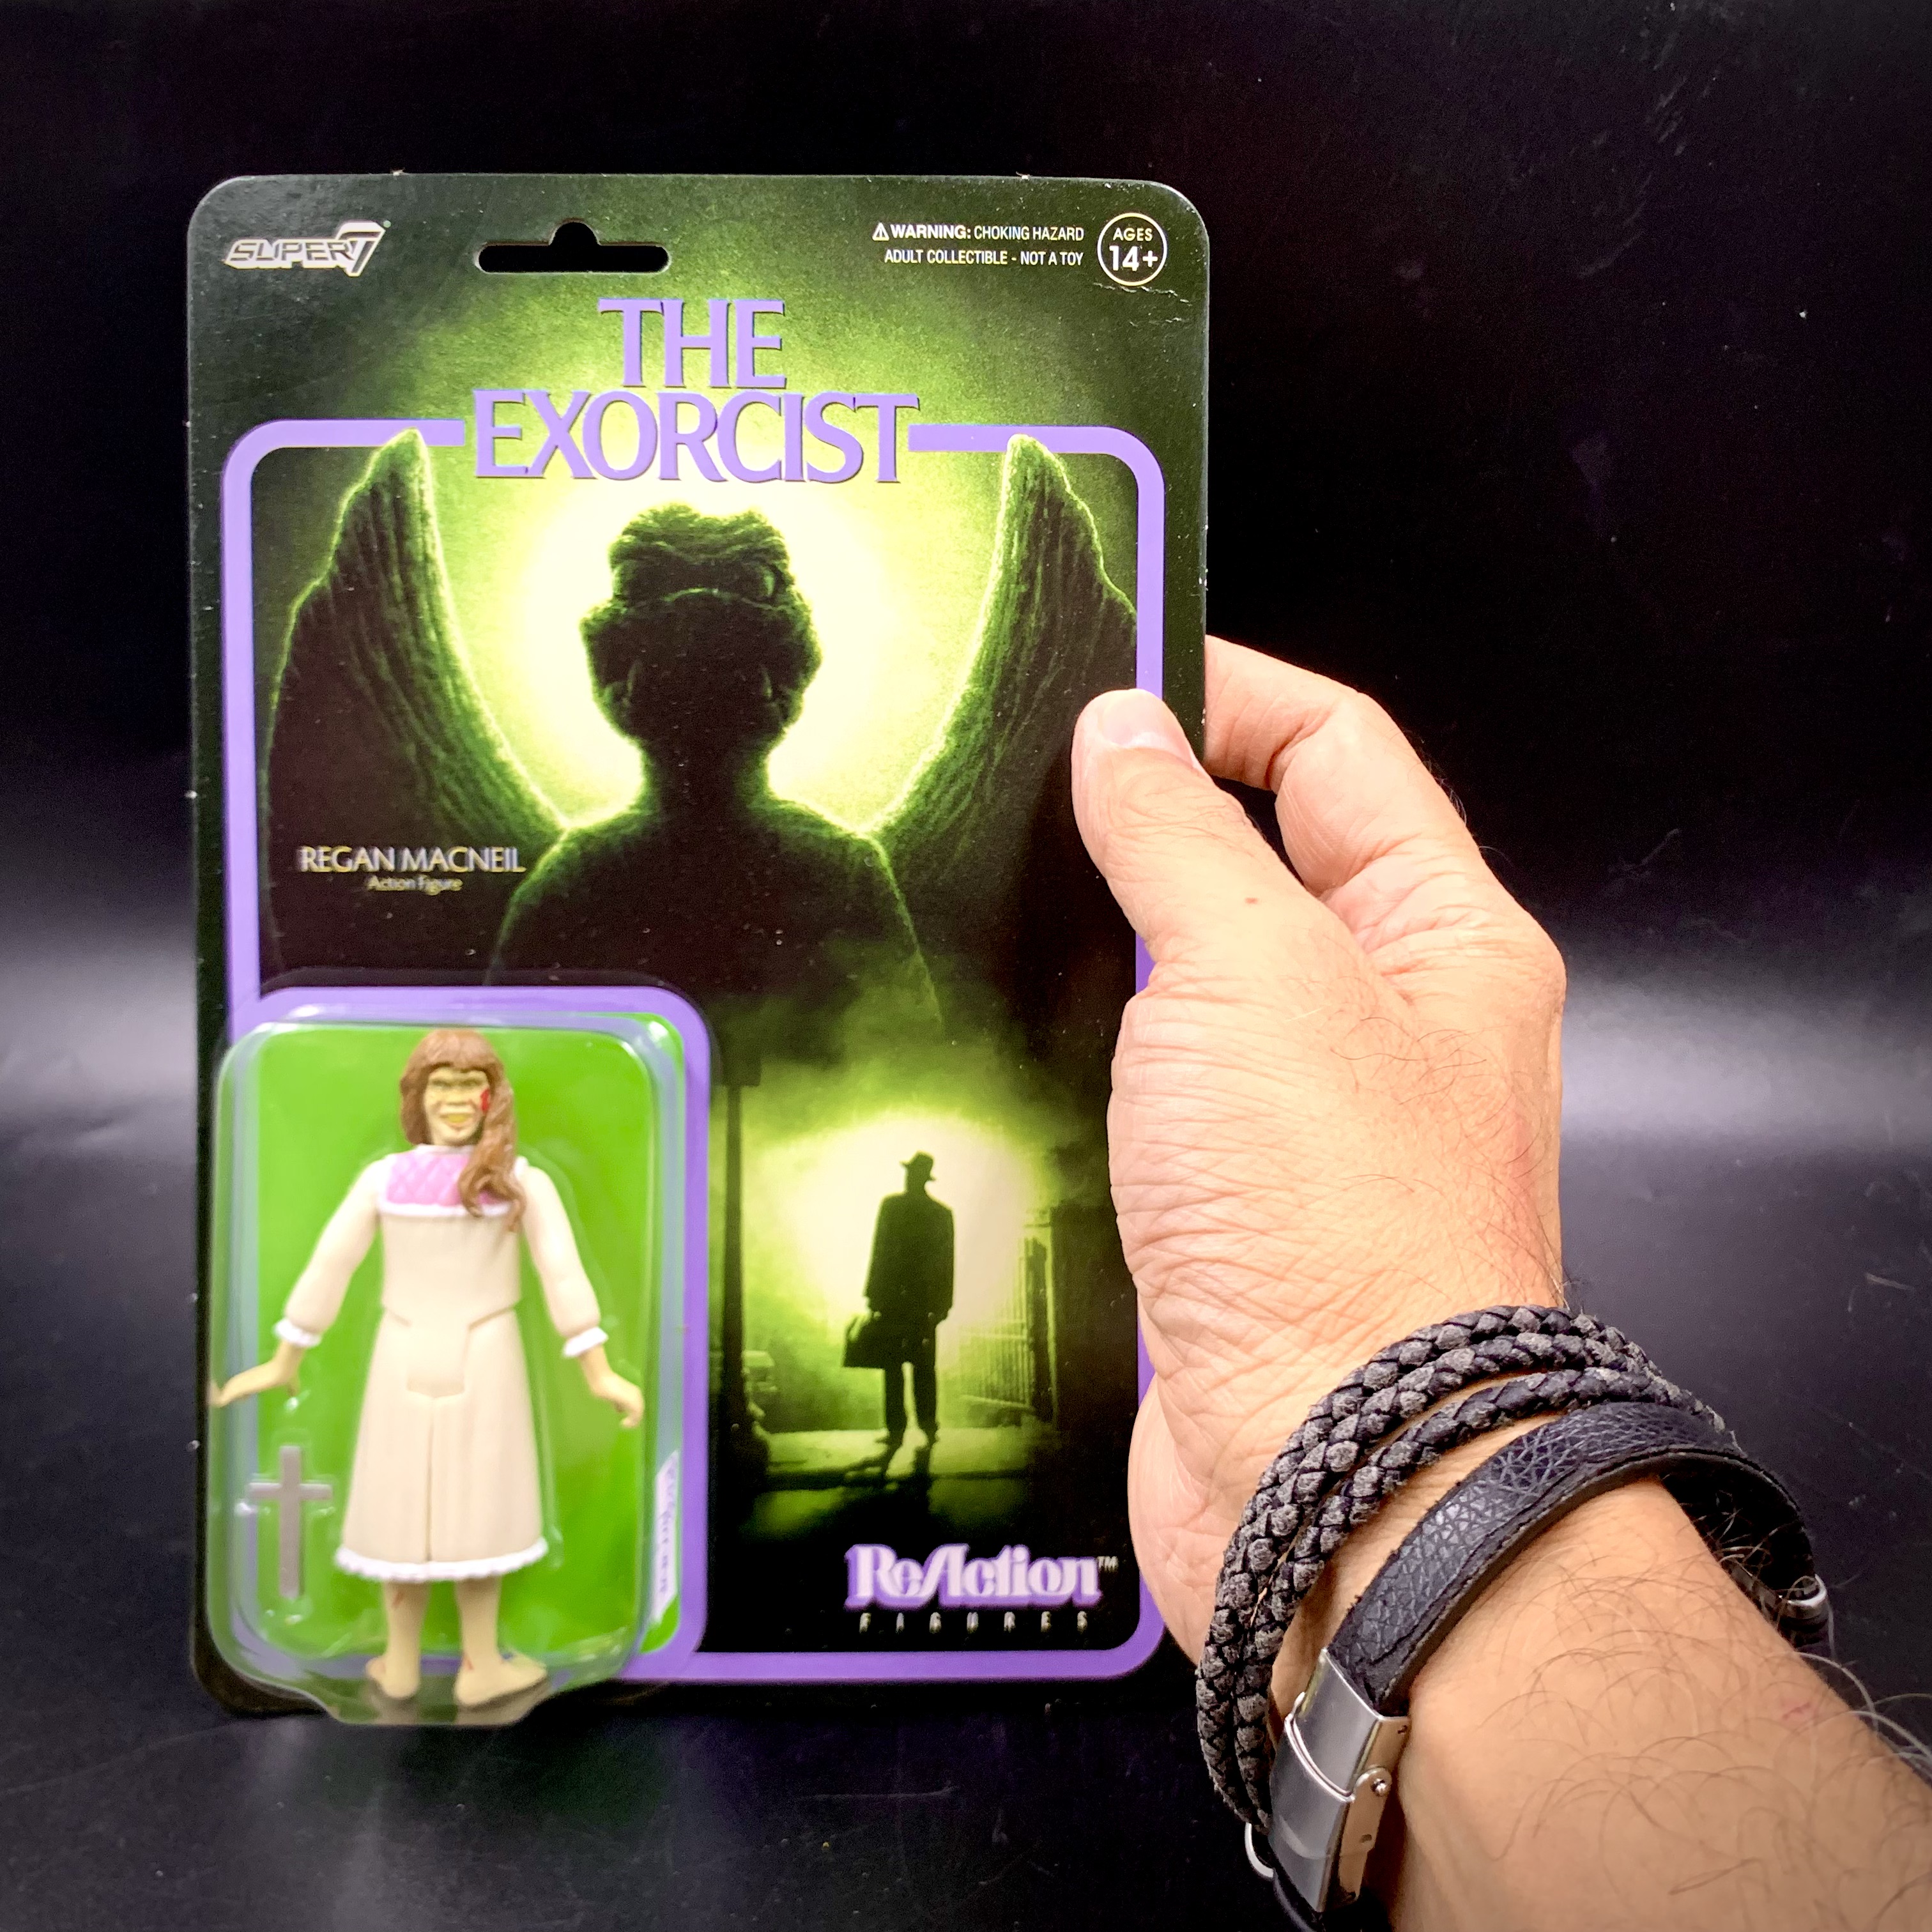 SUPER7
⚠WARNING: CHOKING HAZARD
ADULT COLLECTIBLE - NOT A TOY
AGES
14+
THE
EXORCIST
REGAN MACNEIL
Action Figure
ReAction™
FIGURES